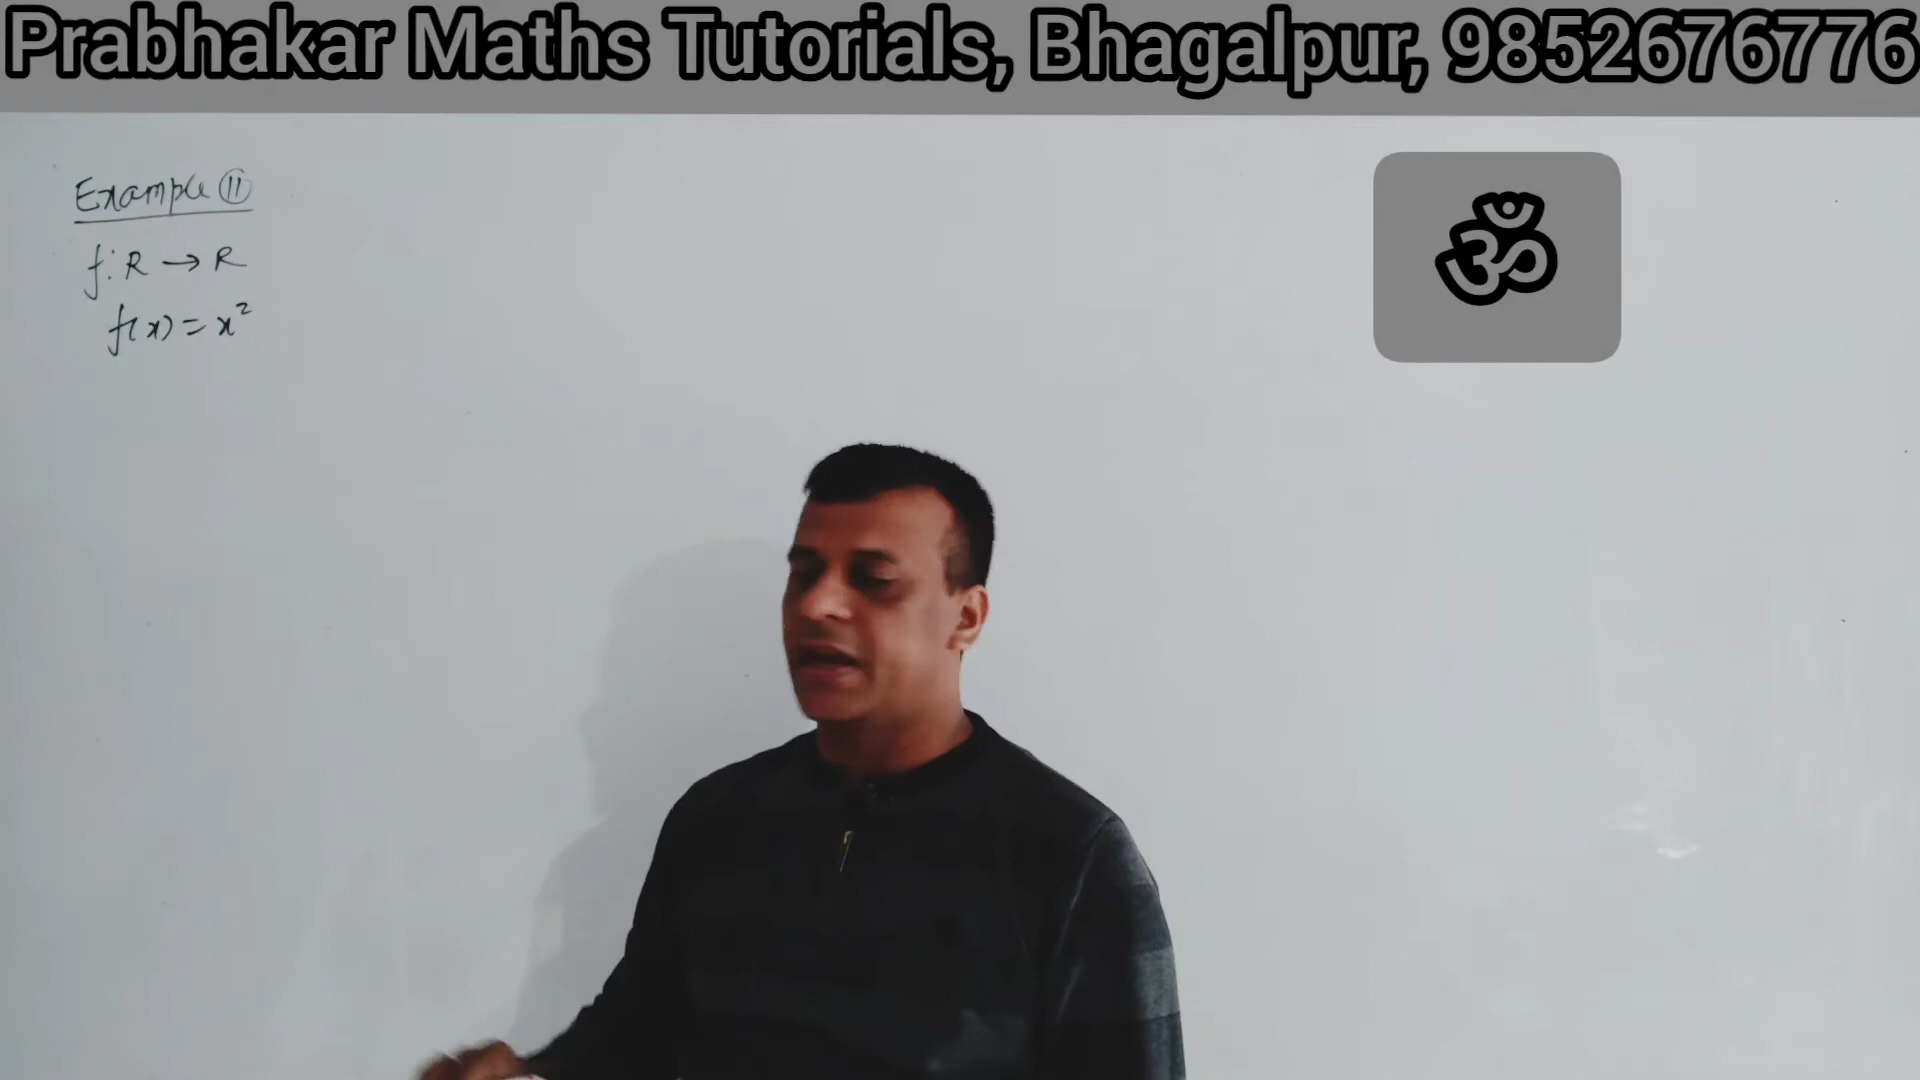 Prabhakar Maths Tutorials, Bhagalpur, 9852676776
ॐ
Example 11
f: R → R
f(x) = x²